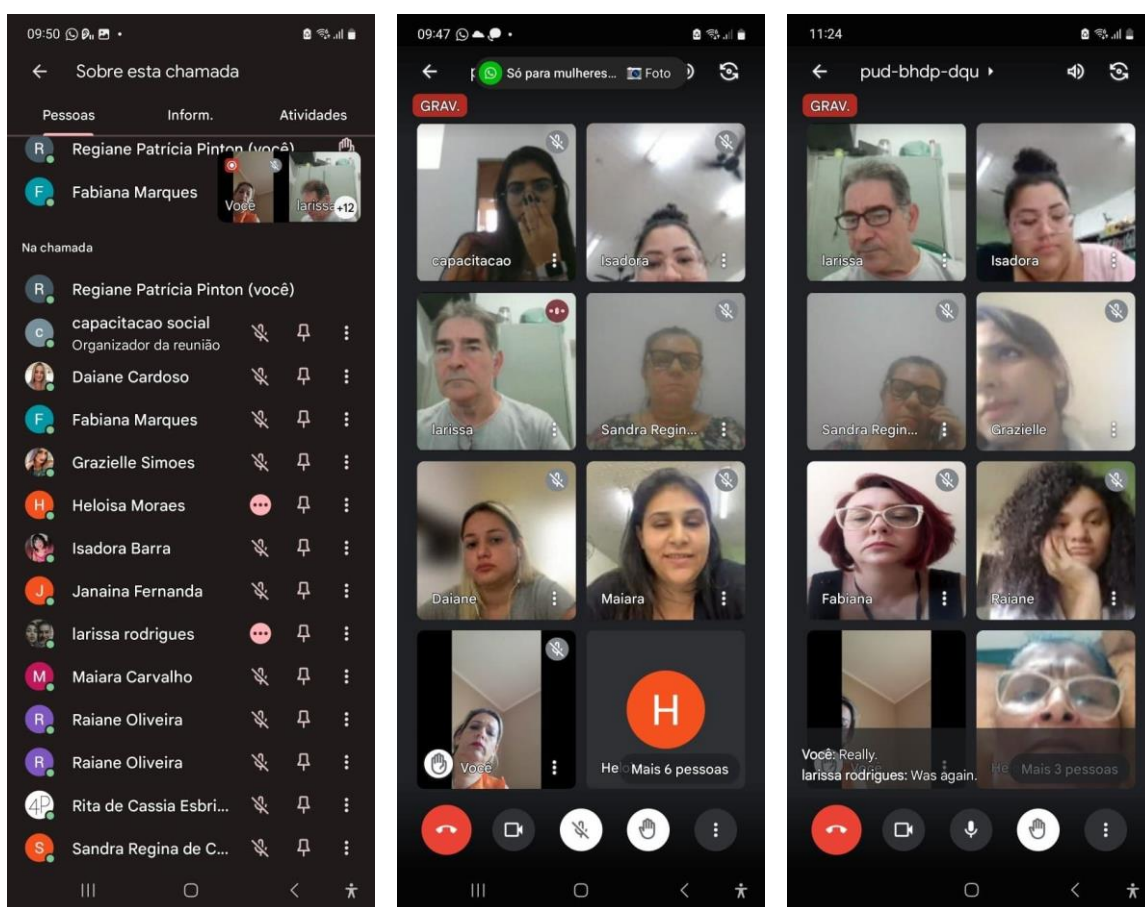 09:50
Sobre esta chamada
Pessoas Inform. Atividades
R Regiane Patrícia Pinton (você)
F Fabiana Marques
Você larissa +12
Na chamada
R Regiane Patrícia Pinton (você)
c capacitacao social
Organizador da reunião
Daiane Cardoso
F Fabiana Marques
Grazielle Simoes
H Heloisa Moraes
Isadora Barra
J Janaina Fernanda
larissa rodrigues
M Maiara Carvalho
R Raiane Oliveira
R Raiane Oliveira
4P Rita de Cassia Esbri...
S Sandra Regina de C...
09:47
Só para mulheres... Foto
GRAV.
capacitacao Isadora
larissa Sandra Regin...
Daiane Maiara
H
Você Helo Mais 6 pessoas
11:24
pud-bhdp-dqu
GRAV.
larissa Isadora
Sandra Regin... Grazielle
Fabiana Raiane
Você: Really.
Você He Mais 3 pessoas
larissa rodrigues: Was again.